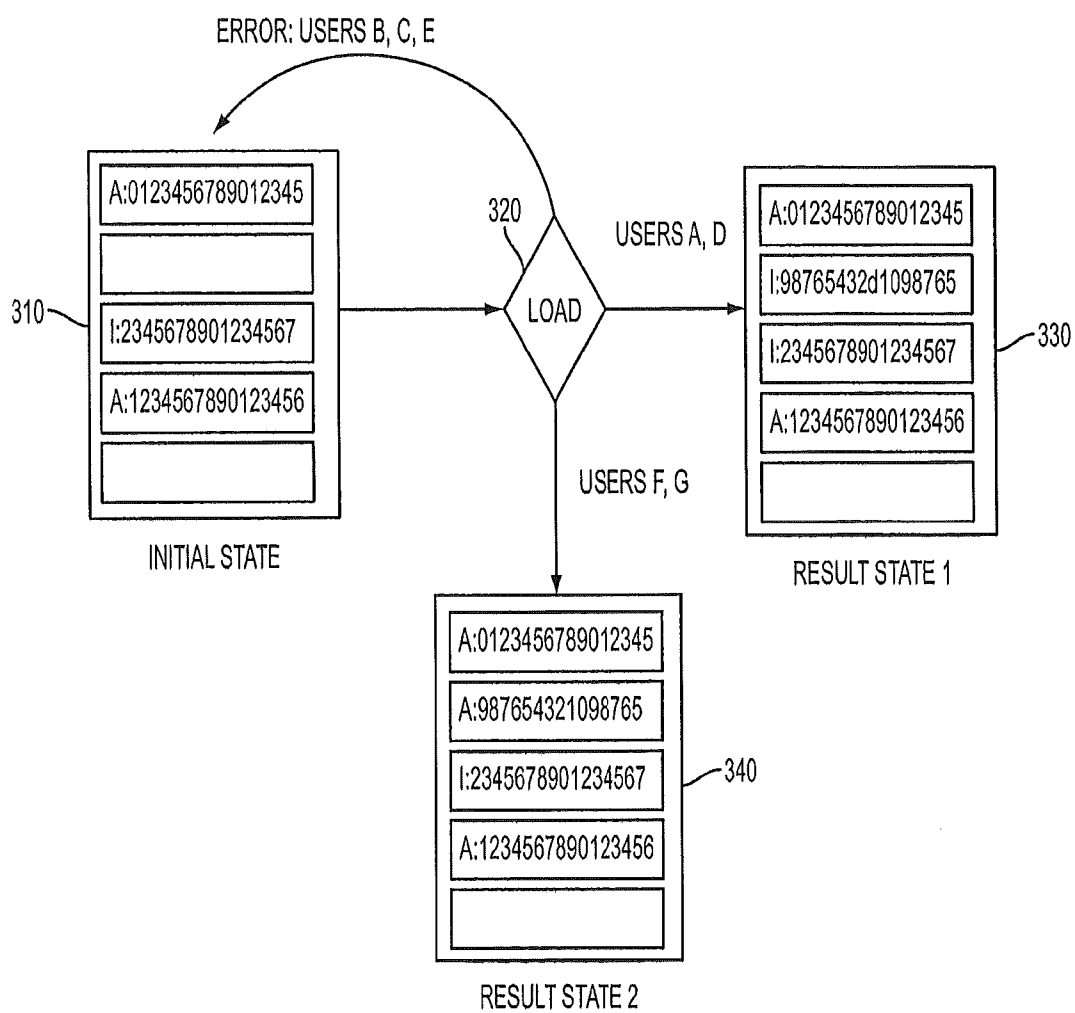 ERROR: USERS B, C, E
310
A:0123456789012345
I:2345678901234567
A:1234567890123456
INITIAL STATE
320
LOAD
USERS A, D
USERS F, G
A:0123456789012345
I:98765432d1098765
I:2345678901234567
A:1234567890123456
330
RESULT STATE 1
A:0123456789012345
A:987654321098765
I:2345678901234567
A:1234567890123456
340
RESULT STATE 2